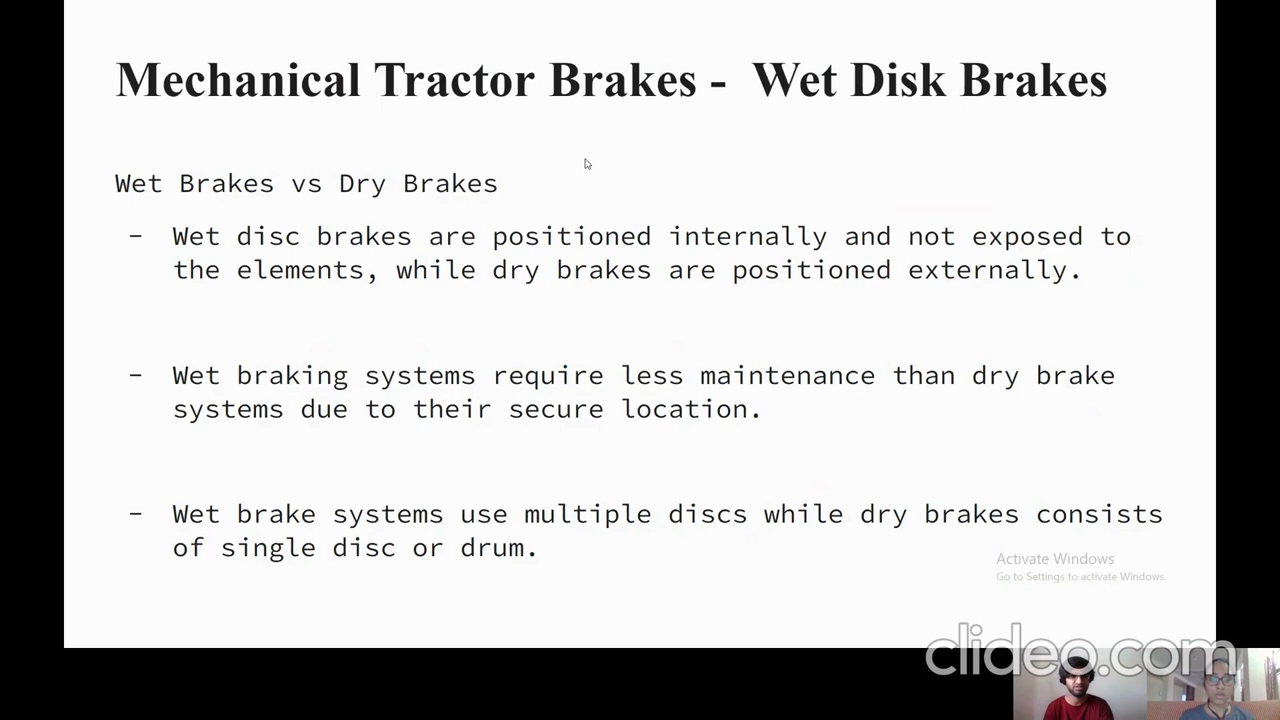 Mechanical Tractor Brakes - Wet Disk Brakes
Wet Brakes vs Dry Brakes
- Wet disc brakes are positioned internally and not exposed to
the elements, while dry brakes are positioned externally.
- Wet braking systems require less maintenance than dry brake
systems due to their secure location.
- Wet brake systems use multiple discs while dry brakes consists
of single disc or drum.
Activate Windows
Go to Settings to activate Windows.
clideo.com